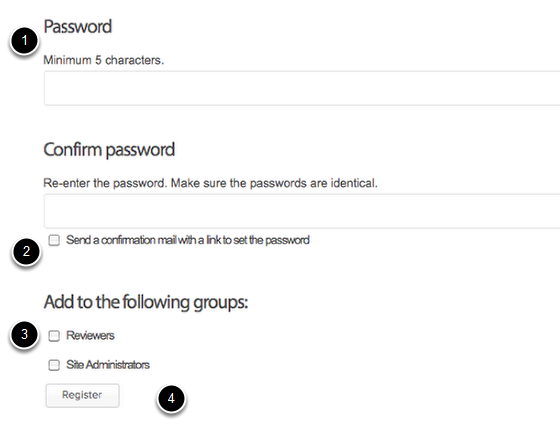 Password
1
Minimum 5 characters.
Confirm password
Re-enter the password. Make sure the passwords are identical.
Send a confirmation mail with a link to set the password
2
Add to the following groups:
3
Reviewers
Site Administrators
Register
4